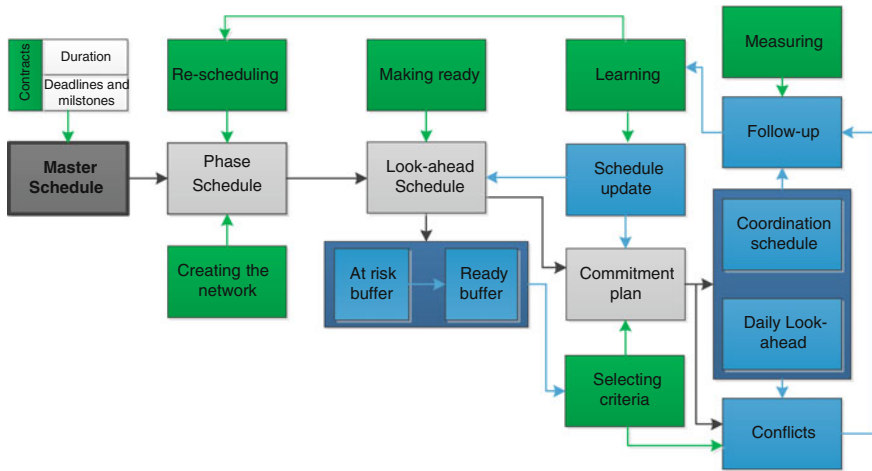 Contracts
Duration
Deadlines and
milstones
Re-scheduling
Making ready
Learning
Measuring
Master
Schedule
Phase
Schedule
Look-ahead
Schedule
Schedule
update
Follow-up
Creating the
network
At risk
buffer
Ready
buffer
Commitment
plan
Coordination
schedule
Daily Look-
ahead
Selecting
criteria
Conflicts